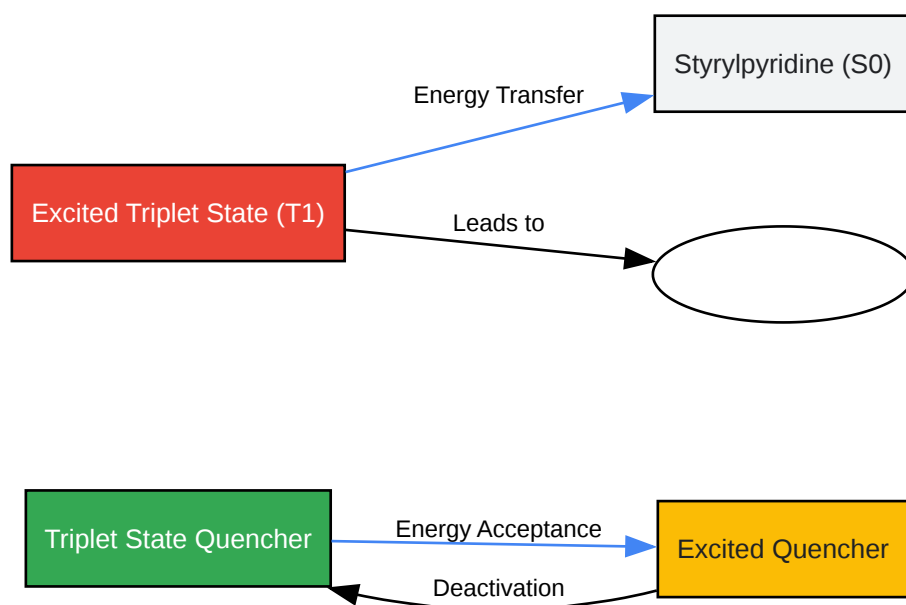 Styrylpyridine (S0)
Energy Transfer
Excited Triplet State (T1)
Leads to
Triplet State Quencher
Energy Acceptance
Excited Quencher
Deactivation